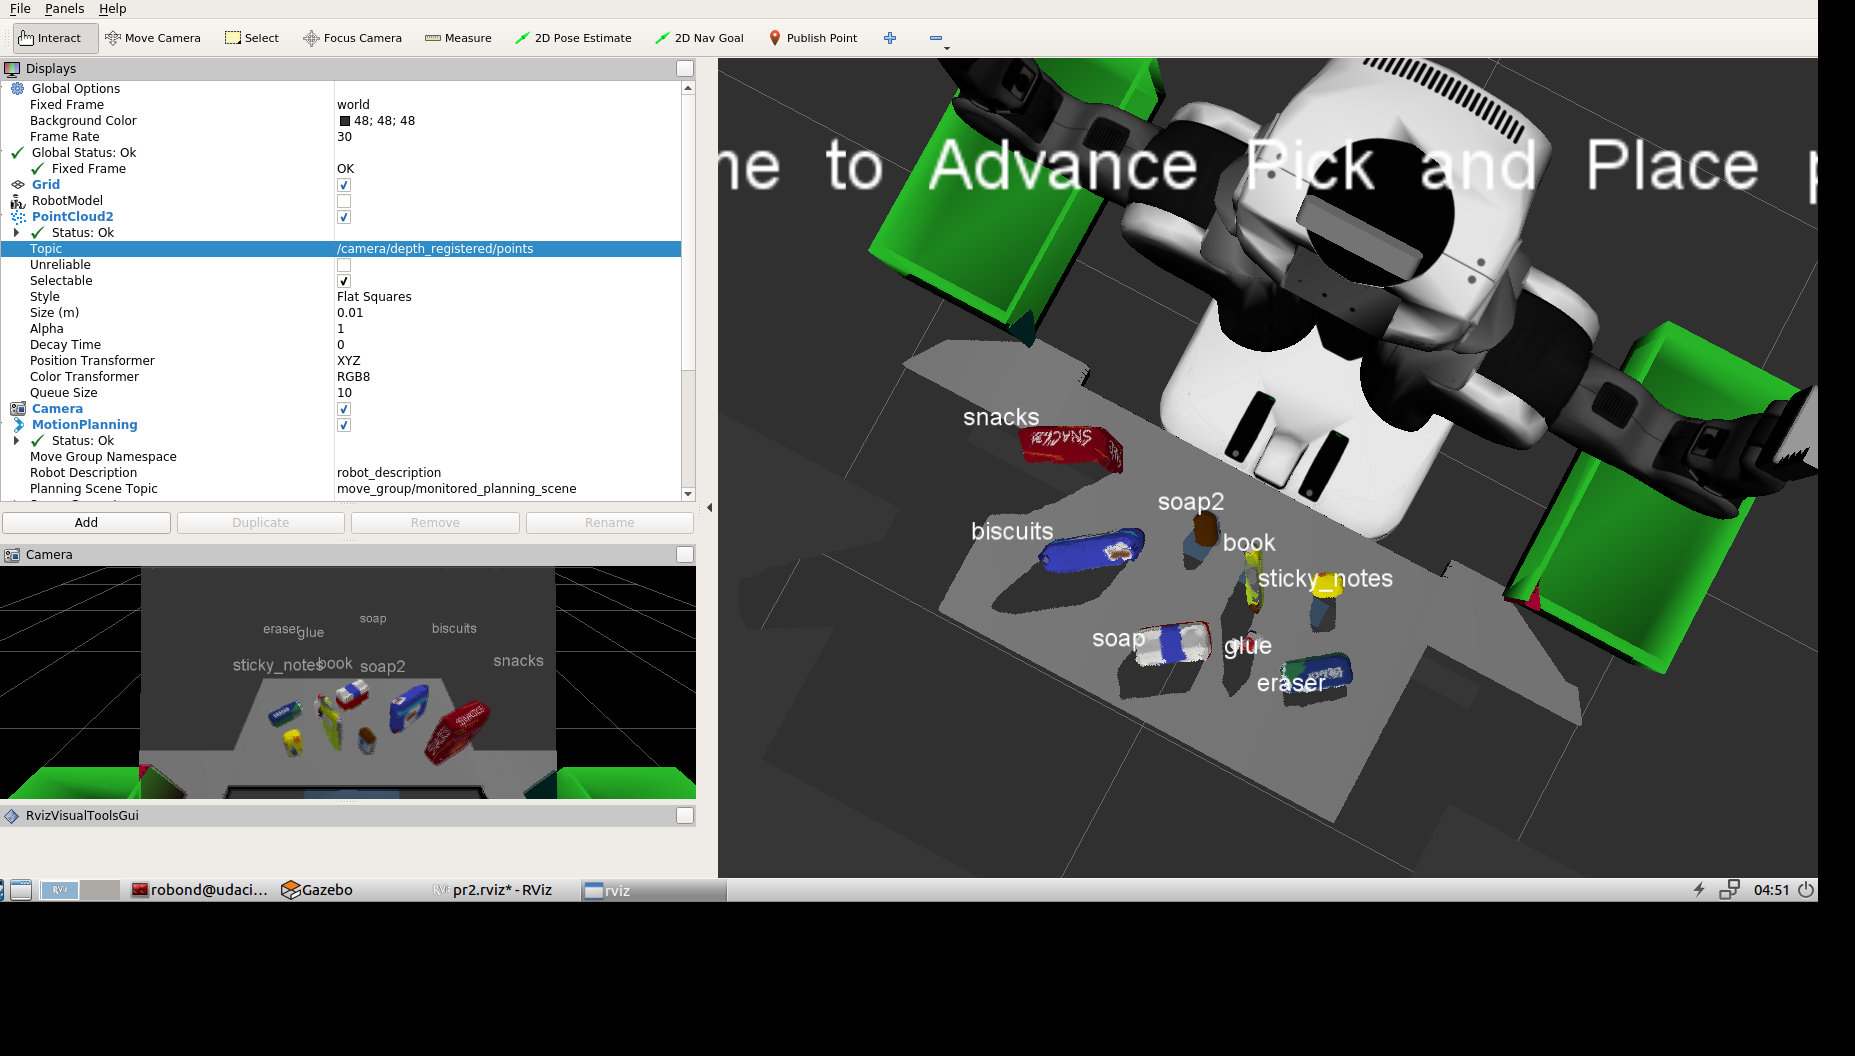 File Panels Help
Interact Move Camera Select Focus Camera Measure 2D Pose Estimate 2D Nav Goal Publish Point
Displays
Global Options
Fixed Frame world
Background Color 48; 48; 48
Frame Rate 30
Global Status: Ok
Fixed Frame OK
Grid
RobotModel
PointCloud2
Status: Ok
Topic /camera/depth_registered/points
Unreliable
Selectable
Style Flat Squares
Size (m) 0.01
Alpha 1
Decay Time 0
Position Transformer XYZ
Color Transformer RGB8
Queue Size 10
Camera
MotionPlanning
Status: Ok
Move Group Namespace
Robot Description robot_description
Planning Scene Topic move_group/monitored_planning_scene
Add Duplicate Remove Rename
Camera
soap
eraser glue biscuits
sticky_notes book soap2 snacks
SNACKS
RvizVisualToolsGui
me to Advance Pick and Place p
snacks
SNACKS
soap2
biscuits
book
sticky_notes
soap
glue
eraser
RViz robond@udaci... Gazebo RViz pr2.rviz* - RViz rviz 04:51